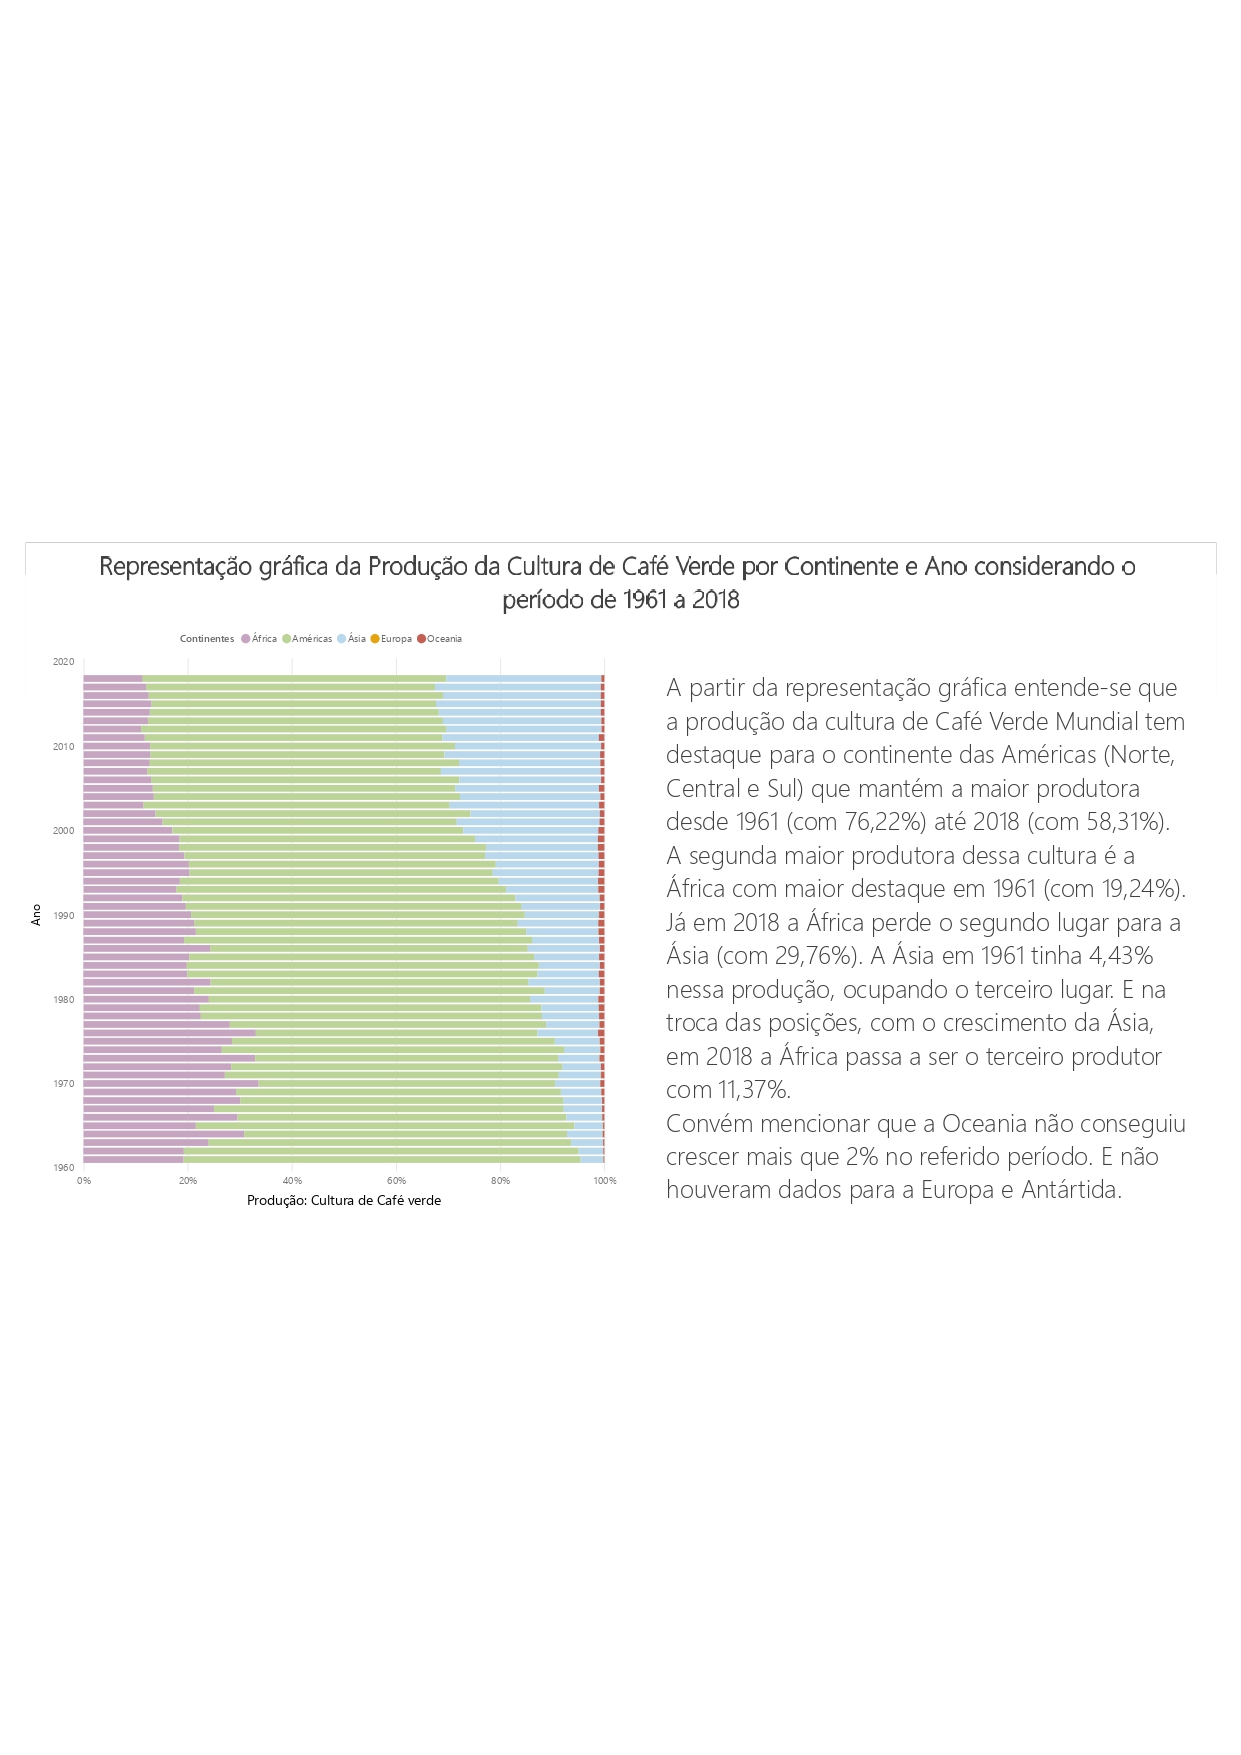 Representação gráfica da Produção da Cultura de Café Verde por Continente e Ano considerando o
período de 1961 a 2018
Continentes África Américas Ásia Europa Oceania
2020
2010
2000
1990
1980
1970
1960
Ano
0% 20% 40% 60% 80% 100%
Produção: Cultura de Café verde
A partir da representação gráfica entende-se que
a produção da cultura de Café Verde Mundial tem
destaque para o continente das Américas (Norte,
Central e Sul) que mantém a maior produtora
desde 1961 (com 76,22%) até 2018 (com 58,31%).
A segunda maior produtora dessa cultura é a
África com maior destaque em 1961 (com 19,24%).
Já em 2018 a África perde o segundo lugar para a
Ásia (com 29,76%). A Ásia em 1961 tinha 4,43%
nessa produção, ocupando o terceiro lugar. E na
troca das posições, com o crescimento da Ásia,
em 2018 a África passa a ser o terceiro produtor
com 11,37%.
Convém mencionar que a Oceania não conseguiu
crescer mais que 2% no referido período. E não
houveram dados para a Europa e Antártida.